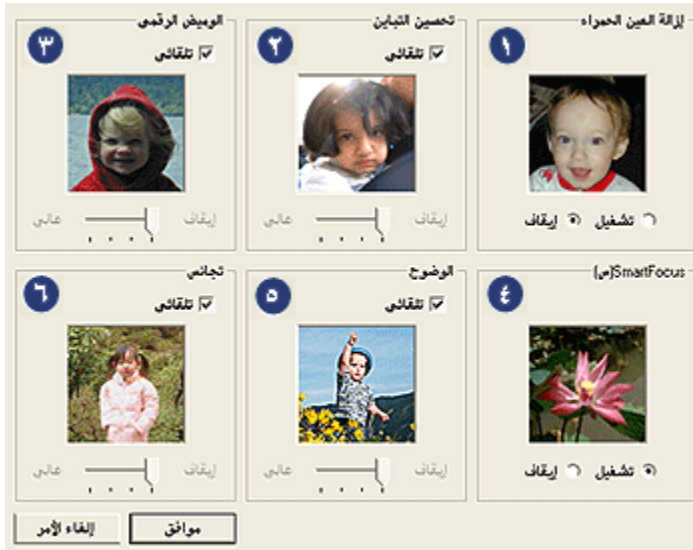 إزالة العين الحمراء
١
تشغيل
إيقاف
تحسين التباين
٢
تلقائي
إيقاف
عالي
الوميض الرقمي
٣
تلقائي
إيقاف
عالي
SmartFocus(س)
٤
تشغيل
إيقاف
الوضوح
٥
تلقائي
إيقاف
عالي
تجانس
٦
تلقائي
إيقاف
عالي
موافق
إلغاء الأمر